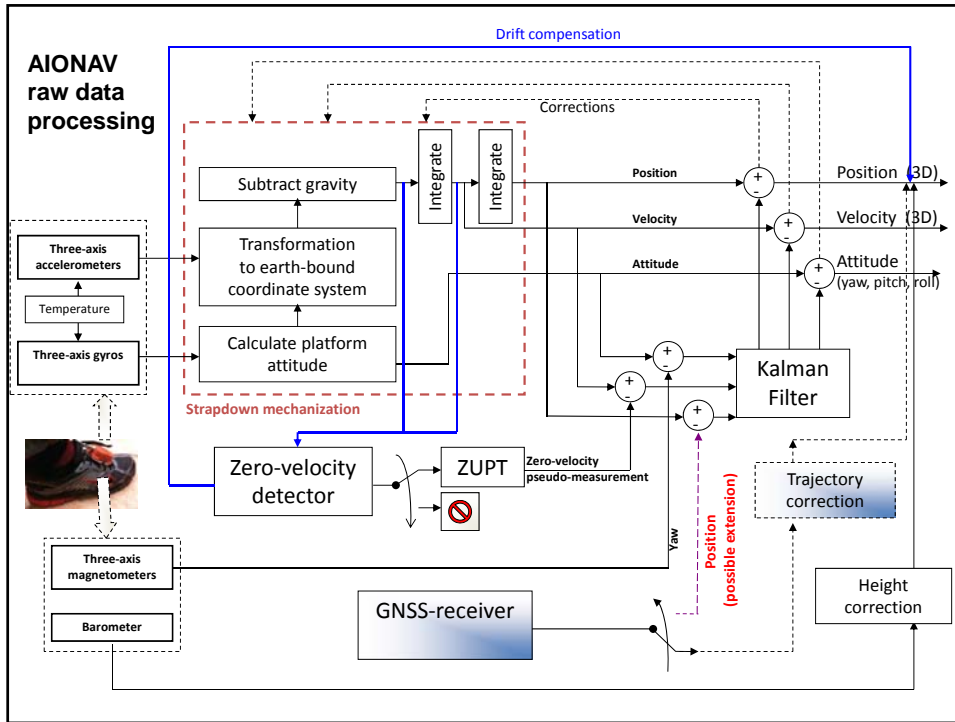 Drift compensation
AIONAV
raw data
processing
Corrections
Integrate
Integrate
Subtract gravity
Position
+
-
Position (3D)
Velocity
+
-
Velocity (3D)
Three-axis
accelerometers
Transformation
to earth-bound
coordinate system
Attitude
+
-
Attitude
(yaw, pitch, roll)
Temperature
Three-axis gyros
Calculate platform
attitude
+
-
+
-
+
-
Kalman
Filter
Strapdown mechanization
Zero-velocity
detector
ZUPT
Zero-velocity
pseudo-measurement
Trajectory
correction
Yaw
Position
(possible extension)
Three-axis
magnetometers
Barometer
GNSS-receiver
Height
correction